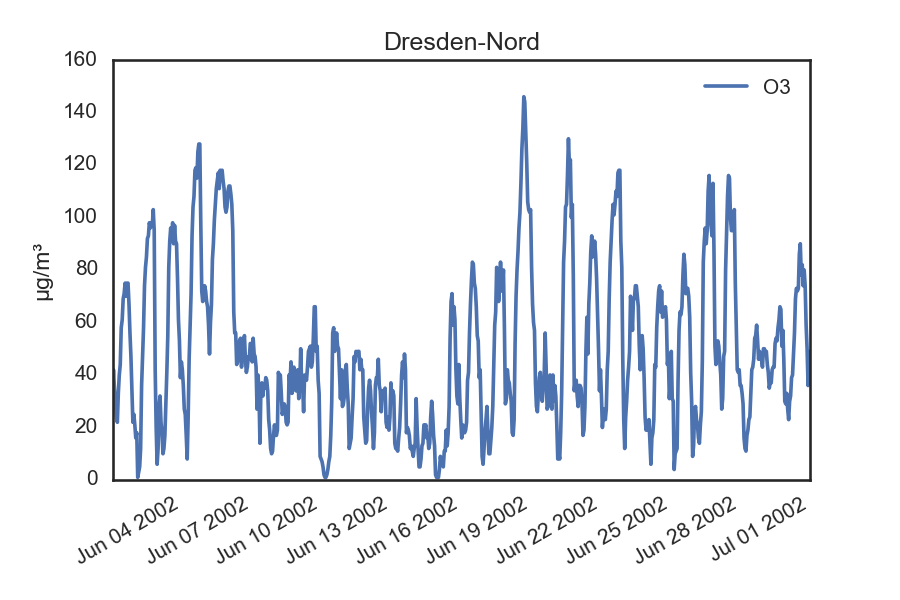 Dresden-Nord
160
140
120
100
80
60
40
20
0
µg/m³
O3
Jun 04 2002
Jun 07 2002
Jun 10 2002
Jun 13 2002
Jun 16 2002
Jun 19 2002
Jun 22 2002
Jun 25 2002
Jun 28 2002
Jul 01 2002